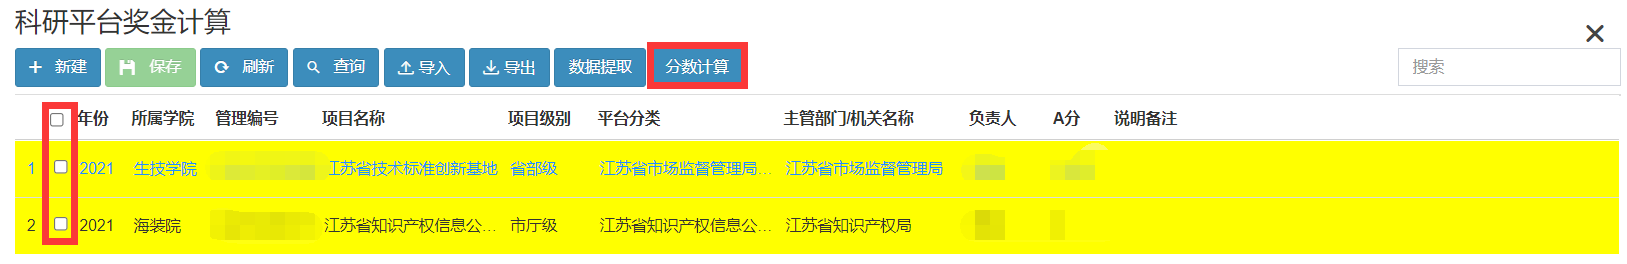 科研平台奖金计算
新建 保存 刷新 查询 导入 导出 数据提取 分数计算 搜索
年份 所属学院 管理编号 项目名称 项目级别 平台分类 主管部门/机关名称 负责人 A分 说明备注
1 2021 生技学院 江苏省技术标准创新基地 省部级 江苏省市场监督管理局... 江苏省市场监督管理局
2 2021 海装院 江苏省知识产权信息公... 市厅级 江苏省知识产权信息公... 江苏省知识产权局